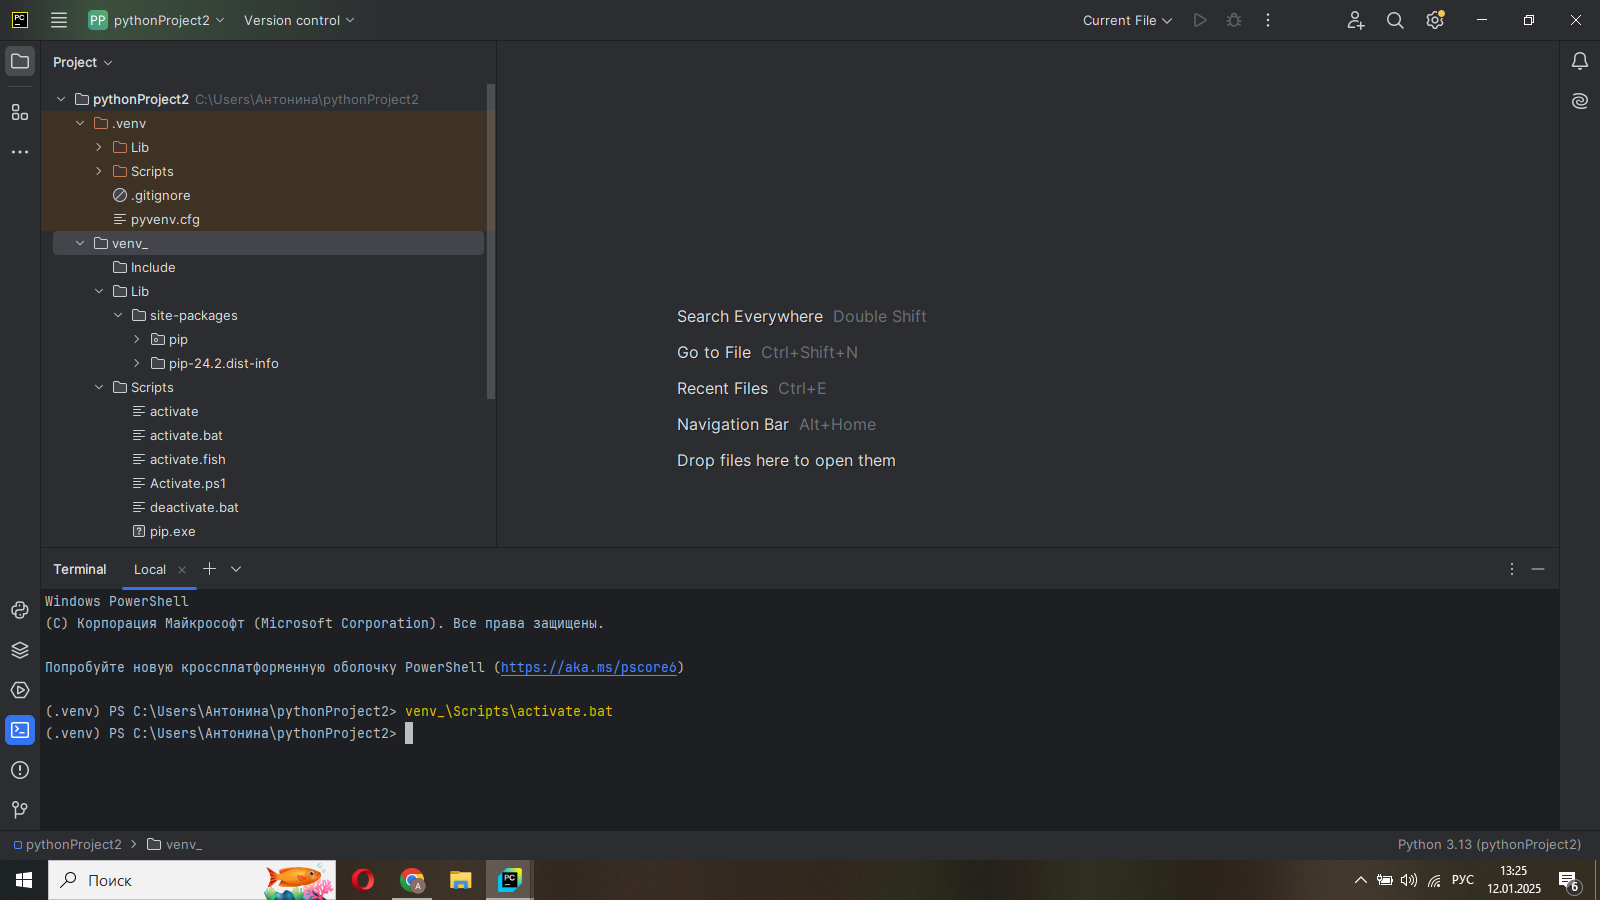 PC
PP pythonProject2
Version control
Current File
Project
pythonProject2 C:\Users\Антонина\pythonProject2
.venv
Lib
Scripts
.gitignore
pyvenv.cfg
venv_
Include
Lib
site-packages
pip
pip-24.2.dist-info
Scripts
activate
activate.bat
activate.fish
Activate.ps1
deactivate.bat
pip.exe
Search Everywhere Double Shift
Go to File Ctrl+Shift+N
Recent Files Ctrl+E
Navigation Bar Alt+Home
Drop files here to open them
Terminal Local
Windows PowerShell
(C) Корпорация Майкрософт (Microsoft Corporation). Все права защищены.
Попробуйте новую кроссплатформенную оболочку PowerShell (https://aka.ms/pscore6)
(.venv) PS C:\Users\Антонина\pythonProject2> venv_\Scripts\activate.bat
(.venv) PS C:\Users\Антонина\pythonProject2>
pythonProject2 > venv_
Python 3.13 (pythonProject2)
Поиск
A
PC
РУС
13:25
12.01.2025
6